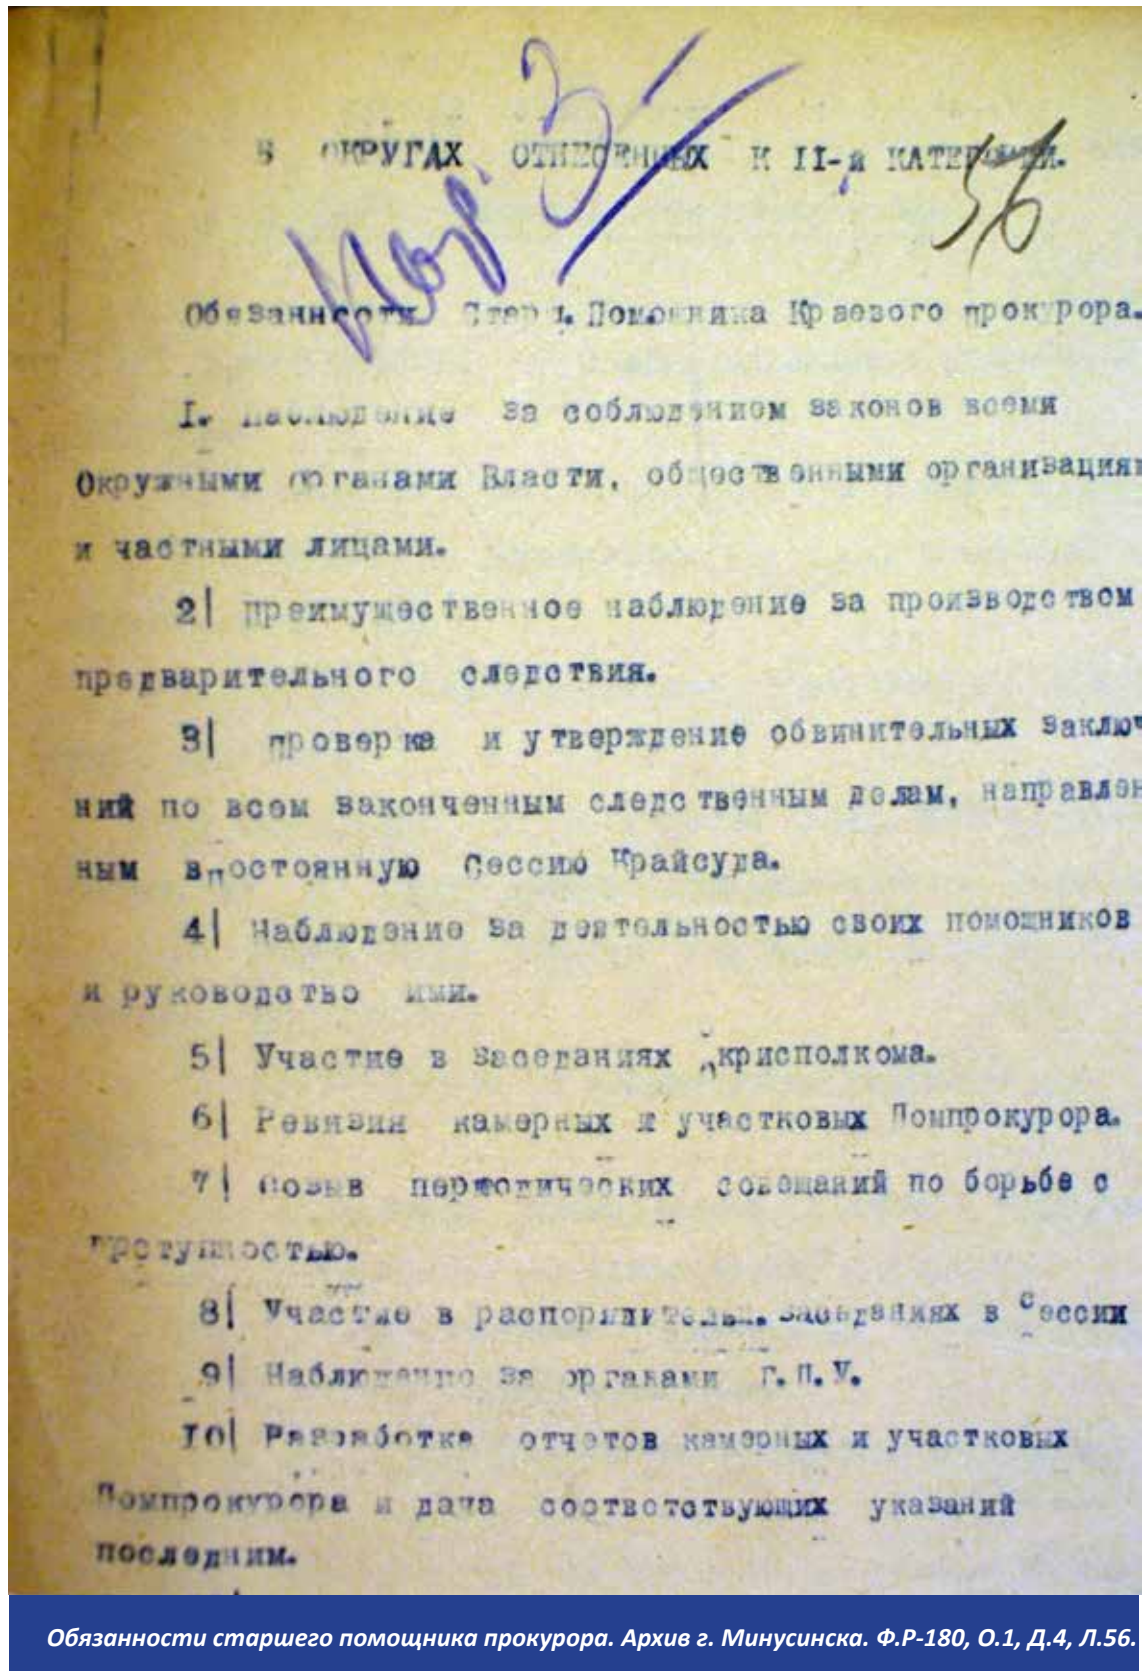 В ОКРУГАХ ОТНЕСЕННЫХ К II-й КАТЕГОРИИ.
56
Обязанности Старш. Помощника Краевого прокурора.
I. Наблюдение за соблюдением законов всеми
Окружными органами Власти, общественными организациям
и частными лицами.
2| преимущественное наблюдение за производством
предварительного следствия.
3| проверка и утверждение обвинительных заключ
ний по всем законченным следственным делам, направлен
ным в постоянную Сессию Крайсуда.
4| Наблюдение за деятельностью своих помощников
и руководство ими.
5| Участие в заседаниях Окрисполкома.
6| Ревизия камерных и участковых Помпрокурора.
7| Созыв периодических совещаний по борьбе с
преступностью.
8| Участие в распорядительн. заседаниях в Сессии
9| Наблюдение за органами Г.П.У.
10| Разработка отчетов камерных и участковых
Помпрокурора и дача соответствующих указаний
последним.
Обязанности старшего помощника прокурора. Архив г. Минусинска. Ф.Р-180, О.1, Д.4, Л.56.